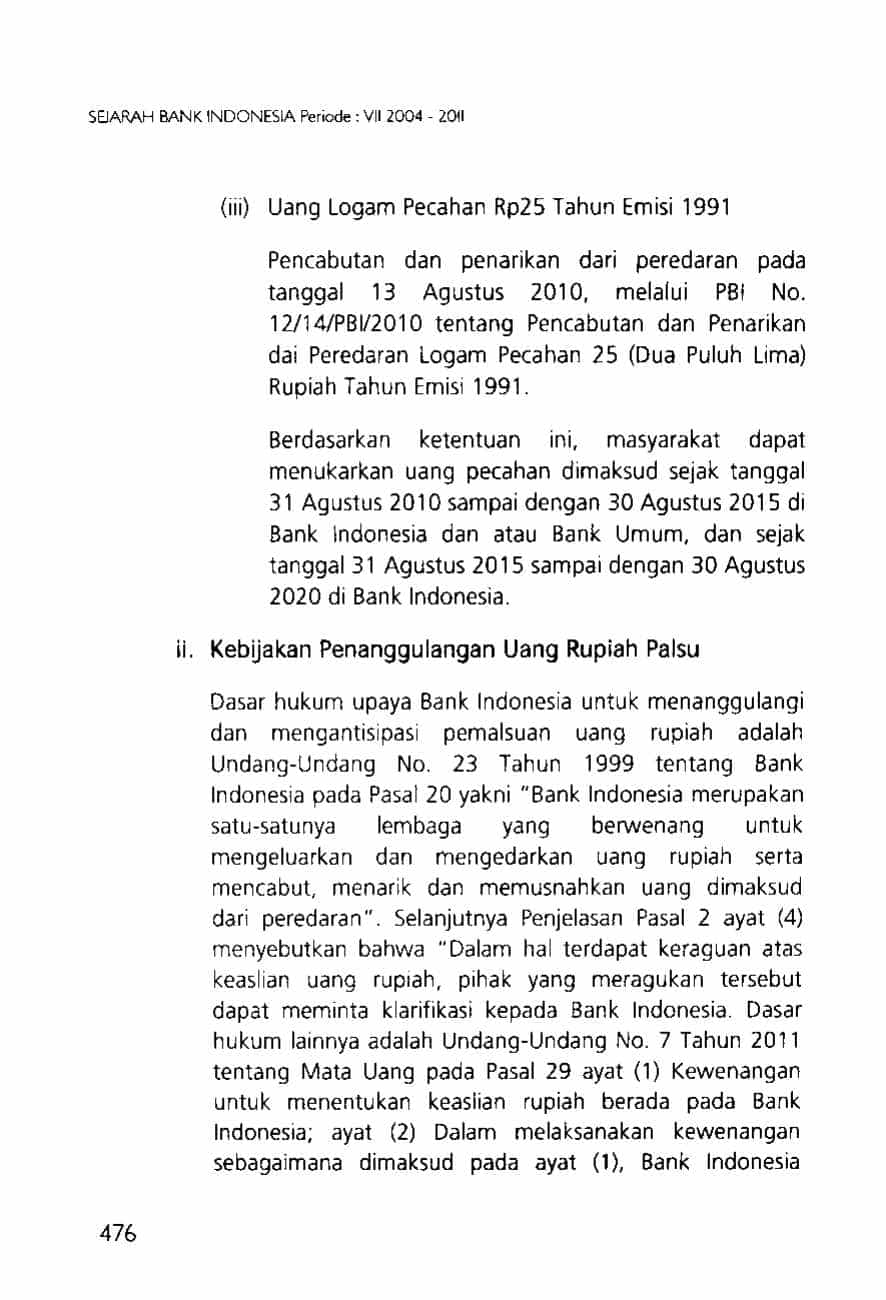 SEJARAH BANK INDONESIA Periode : VII 2004 - 2011
(iii) Uang Logam Pecahan Rp25 Tahun Emisi 1991
Pencabutan dan penarikan dari peredaran pada
tanggal 13 Agustus 2010, melalui PBI No.
12/14/PBI/2010 tentang Pencabutan dan Penarikan
dai Peredaran Logam Pecahan 25 (Dua Puluh Lima)
Rupiah Tahun Emisi 1991.
Berdasarkan ketentuan ini, masyarakat dapat
menukarkan uang pecahan dimaksud sejak tanggal
31 Agustus 2010 sampai dengan 30 Agustus 2015 di
Bank Indonesia dan atau Bank Umum, dan sejak
tanggal 31 Agustus 2015 sampai dengan 30 Agustus
2020 di Bank Indonesia.
ii. Kebijakan Penanggulangan Uang Rupiah Palsu
Dasar hukum upaya Bank Indonesia untuk menanggulangi
dan mengantisipasi pemalsuan uang rupiah adalah
Undang-Undang No. 23 Tahun 1999 tentang Bank
Indonesia pada Pasal 20 yakni "Bank Indonesia merupakan
satu-satunya lembaga yang berwenang untuk
mengeluarkan dan mengedarkan uang rupiah serta
mencabut, menarik dan memusnahkan uang dimaksud
dari peredaran". Selanjutnya Penjelasan Pasal 2 ayat (4)
menyebutkan bahwa "Dalam hal terdapat keraguan atas
keaslian uang rupiah, pihak yang meragukan tersebut
dapat meminta klarifikasi kepada Bank Indonesia. Dasar
hukum lainnya adalah Undang-Undang No. 7 Tahun 2011
tentang Mata Uang pada Pasal 29 ayat (1) Kewenangan
untuk menentukan keaslian rupiah berada pada Bank
Indonesia; ayat (2) Dalam melaksanakan kewenangan
sebagaimana dimaksud pada ayat (1), Bank Indonesia
476